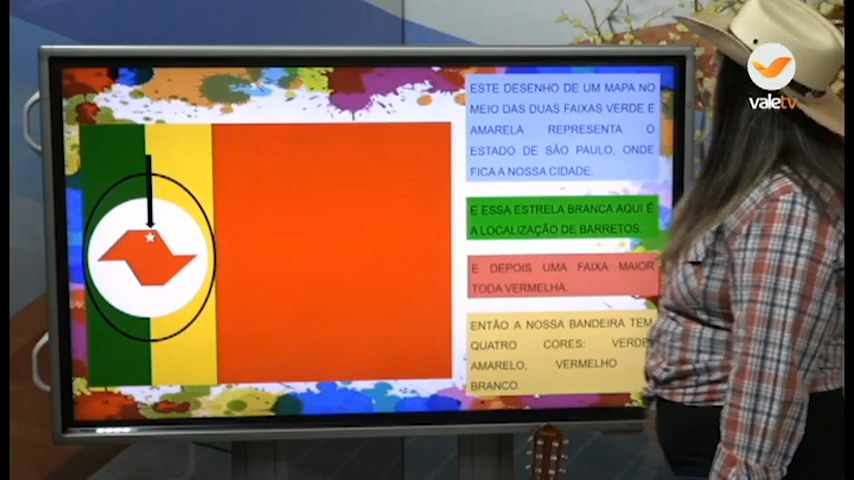 valetv
ESTE DESENHO DE UM MAPA NO
MEIO DAS DUAS FAIXAS VERDE E
AMARELA REPRESENTA O
ESTADO DE SÃO PAULO, ONDE
FICA A NOSSA CIDADE.
E ESSA ESTRELA BRANCA AQUI É
A LOCALIZAÇÃO DE BARRETOS.
E DEPOIS UMA FAIXA MAIOR
TODA VERMELHA.
ENTÃO A NOSSA BANDEIRA TEM
QUATRO CORES: VERDE
AMARELO, VERMELHO
BRANCO.